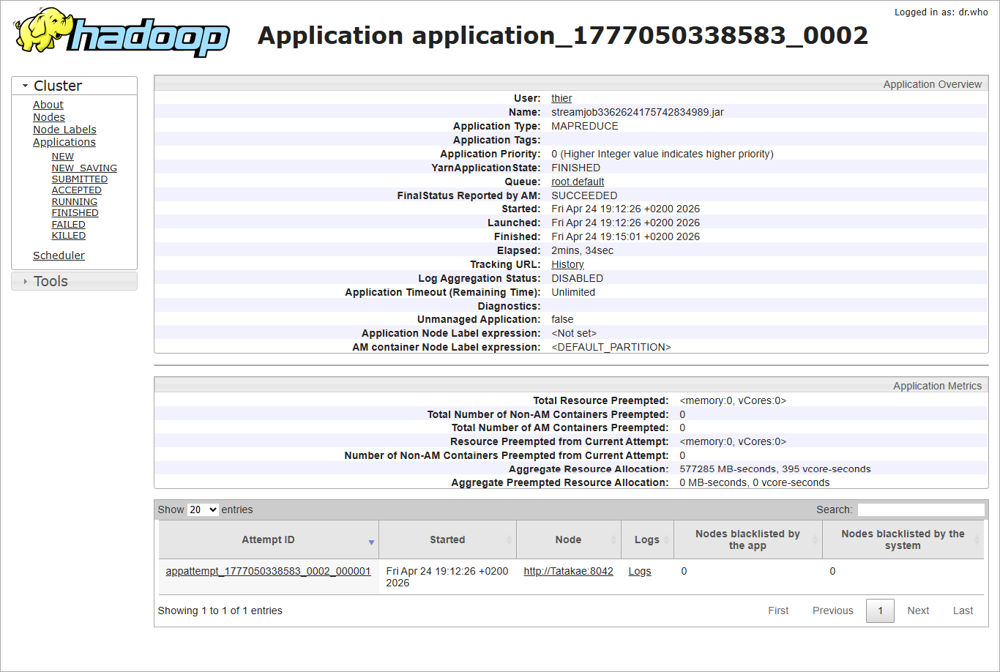 Logged in as: dr.who
hadoop
Application application_1777050338583_0002
Cluster
About
Nodes
Node Labels
Applications
NEW
NEW_SAVING
SUBMITTED
ACCEPTED
RUNNING
FINISHED
FAILED
KILLED
Scheduler
Tools
Application Overview
User: thier
Name: streamjob3362624175742834989.jar
Application Type: MAPREDUCE
Application Tags:
Application Priority: 0 (Higher Integer value indicates higher priority)
YarnApplicationState: FINISHED
Queue: root.default
FinalStatus Reported by AM: SUCCEEDED
Started: Fri Apr 24 19:12:26 +0200 2026
Launched: Fri Apr 24 19:12:26 +0200 2026
Finished: Fri Apr 24 19:15:01 +0200 2026
Elapsed: 2mins, 34sec
Tracking URL: History
Log Aggregation Status: DISABLED
Application Timeout (Remaining Time): Unlimited
Diagnostics:
Unmanaged Application: false
Application Node Label expression: <Not set>
AM container Node Label expression: <DEFAULT_PARTITION>
Application Metrics
Total Resource Preempted: <memory:0, vCores:0>
Total Number of Non-AM Containers Preempted: 0
Total Number of AM Containers Preempted: 0
Resource Preempted from Current Attempt: <memory:0, vCores:0>
Number of Non-AM Containers Preempted from Current Attempt: 0
Aggregate Resource Allocation: 577285 MB-seconds, 395 vcore-seconds
Aggregate Preempted Resource Allocation: 0 MB-seconds, 0 vcore-seconds
Show 20 entries Search:
Attempt ID Started Node Logs Nodes blacklisted by the app Nodes blacklisted by the system
appattempt_1777050338583_0002_000001 Fri Apr 24 19:12:26 +0200 2026 http://Tatakae:8042 Logs 0 0
Showing 1 to 1 of 1 entries First Previous 1 Next Last